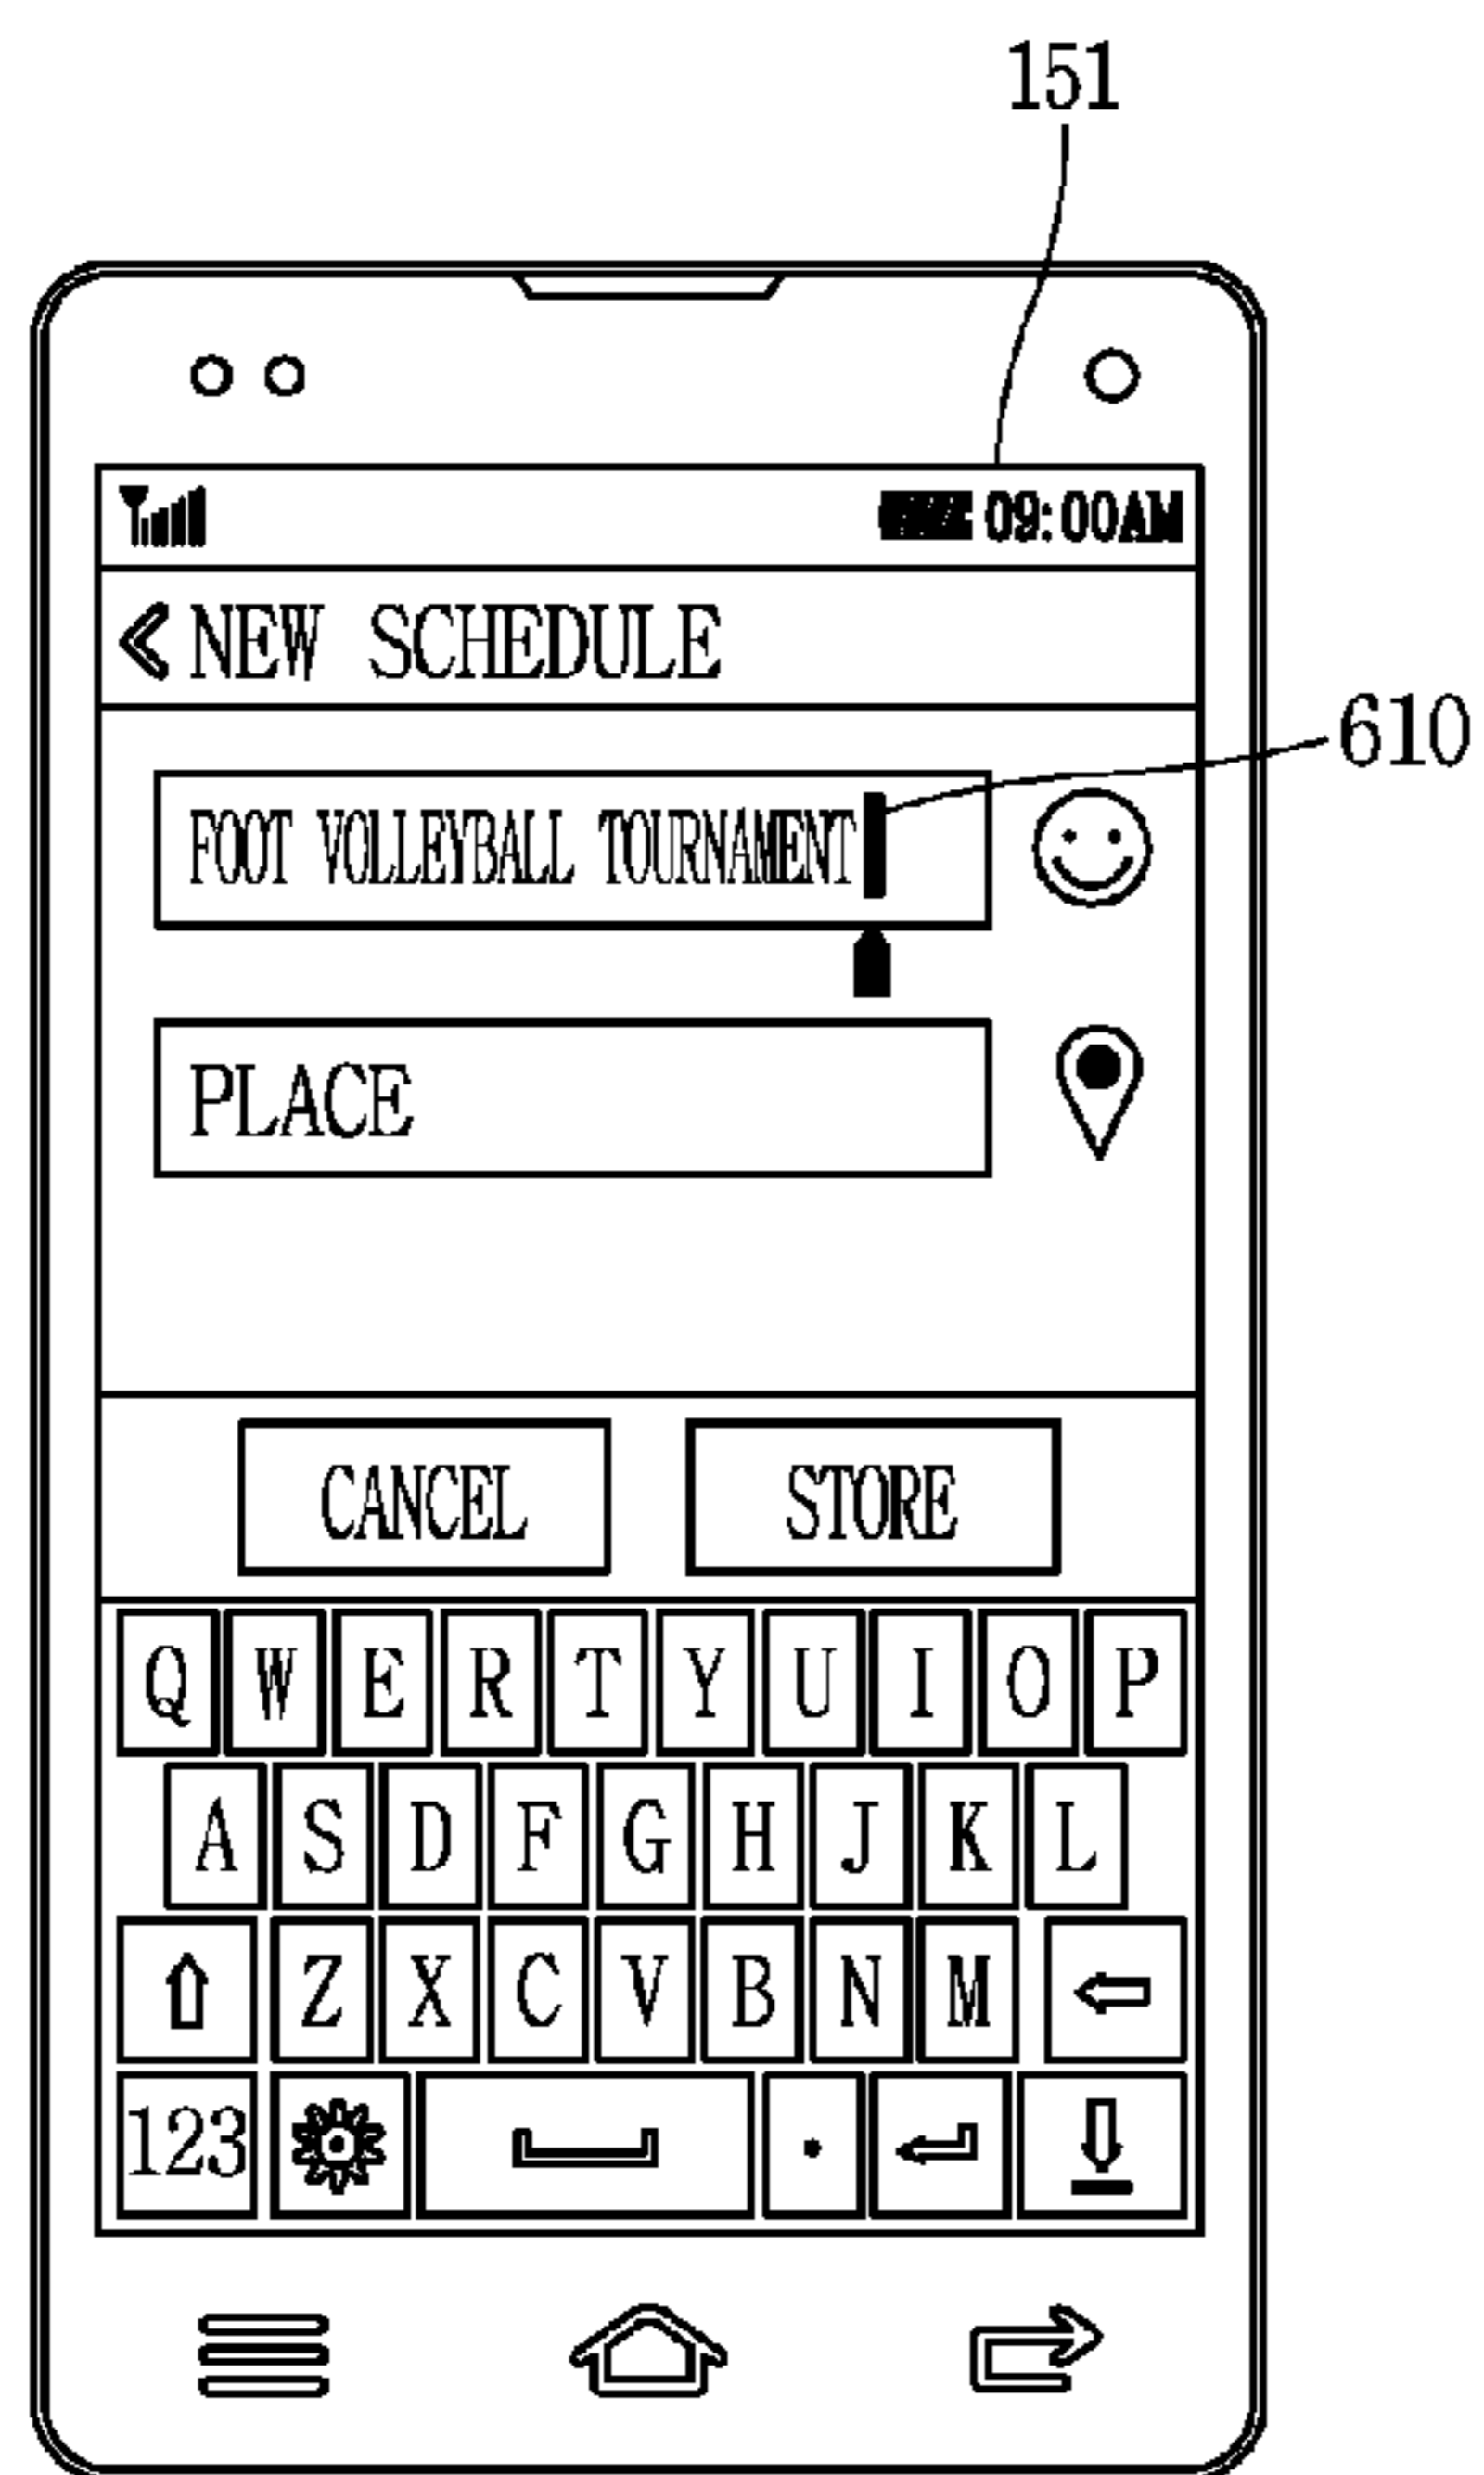 151
09:00AM
NEW SCHEDULE
610
FOOT VOLLEYBALL TOURNAMENT
PLACE
CANCEL STORE
Q W E R T Y U I O P
A S D F G H J K L
Z X C V B N M
123 .